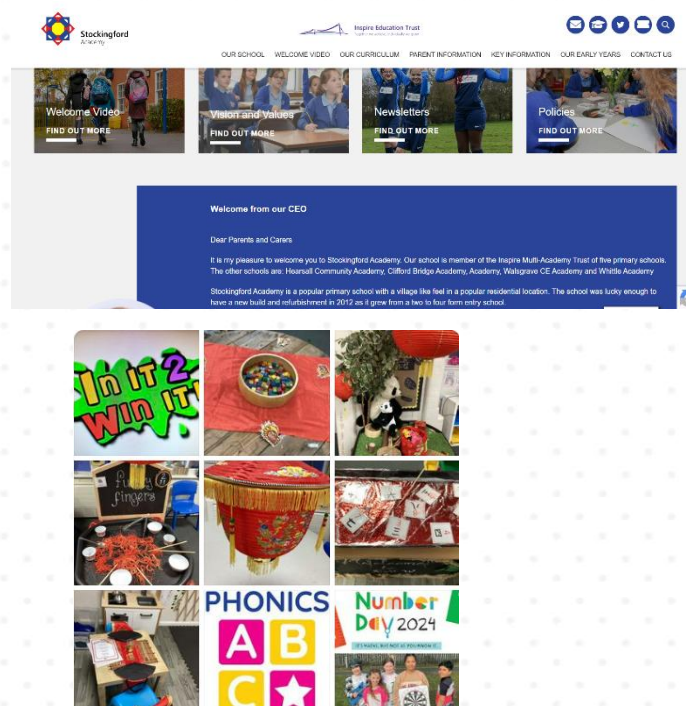 Stockingford
Academy
Inspire Education Trust
OUR SCHOOL WELCOME VIDEO OUR CURRICULUM PARENT INFORMATION KEY INFORMATION OUR EARLY YEARS CONTACT US
Welcome Video
Vision and Values
Newsletters
Policies
FIND OUT MORE
FIND OUT MORE
FIND OUT MORE
FIND OUT MORE
Welcome from our CEO
Dear Parents and Carers
It is my pleasure to welcome you to Stockingford Academy. Our school is member of the Inspire Multi-Academy Trust of five primary schools.
The other schools are: Hearsall Community Academy, Clifford Bridge Academy, Academy, Walsgrave CE Academy and Whittle Academy
Stockingford Academy is a popular primary school with a village like feel in a popular residential location. The school was lucky enough to
have a new build and refurbishment in 2012 as it grew from a two to four form entry school.
In IT 2
Win IT!
fingers
PHONICS
A B
C
Number
Day 2024